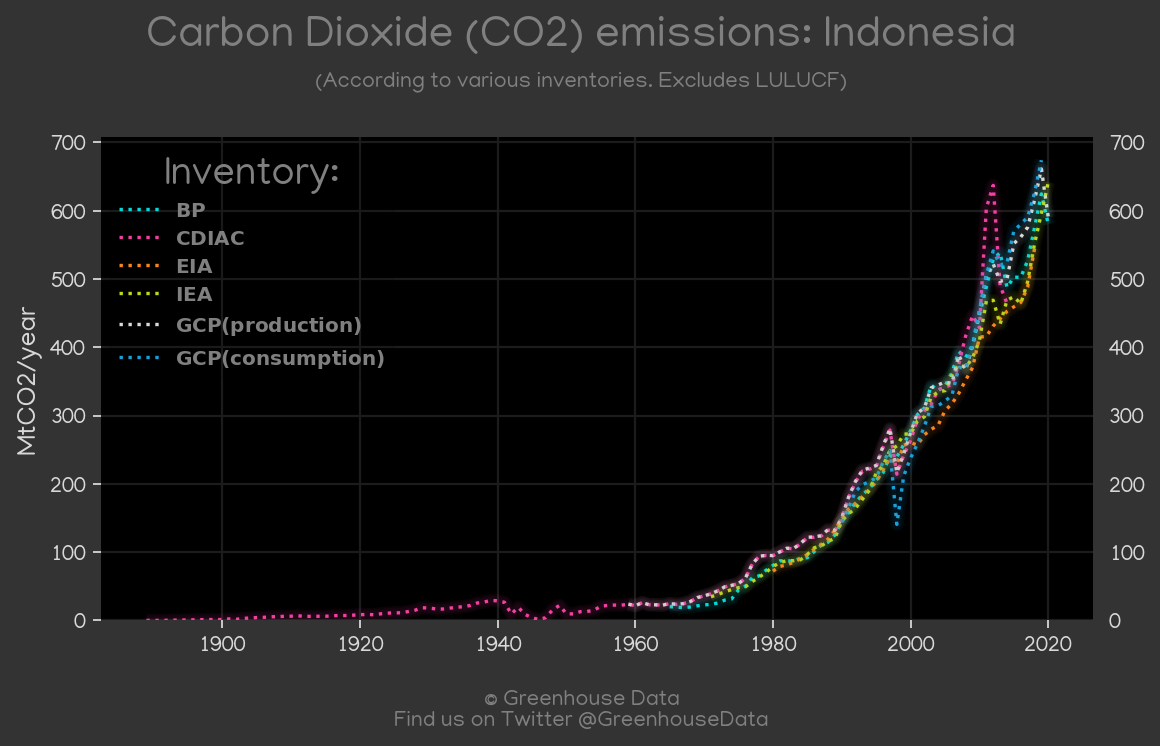 Carbon Dioxide (CO2) emissions: Indonesia
(According to various inventories. Excludes LULUCF)
700
600
500
400
300
200
100
0
MtCO2/year
Inventory:
BP
CDIAC
EIA
IEA
GCP(production)
GCP(consumption)
700
600
500
400
300
200
100
0
1900 1920 1940 1960 1980 2000 2020
© Greenhouse Data
Find us on Twitter @GreenhouseData